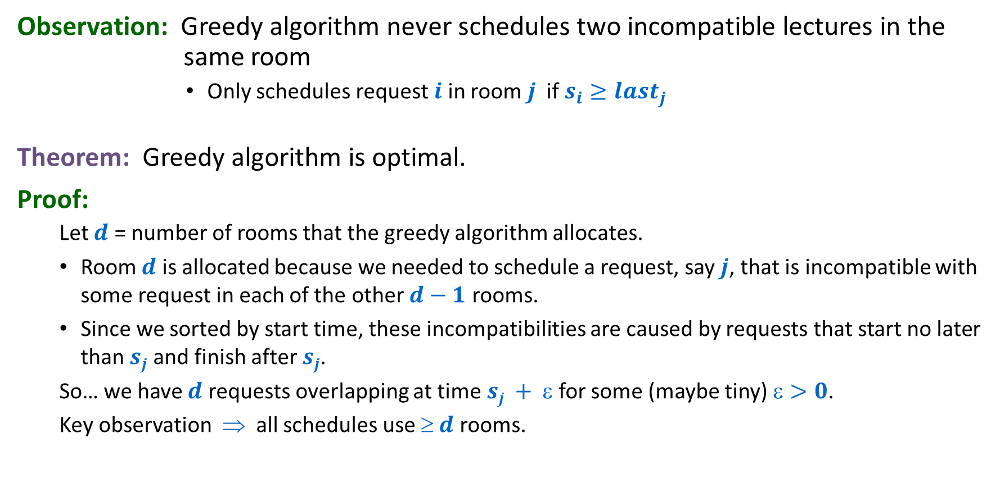 Observation: Greedy algorithm never schedules two incompatible lectures in the
same room
• Only schedules request i in room j if s_i ≥ last_j
Theorem: Greedy algorithm is optimal.
Proof:
Let d = number of rooms that the greedy algorithm allocates.
• Room d is allocated because we needed to schedule a request, say j, that is incompatible with
some request in each of the other d − 1 rooms.
• Since we sorted by start time, these incompatibilities are caused by requests that start no later
than s_j and finish after s_j.
So... we have d requests overlapping at time s_j + ε for some (maybe tiny) ε > 0.
Key observation ⇒ all schedules use ≥ d rooms.